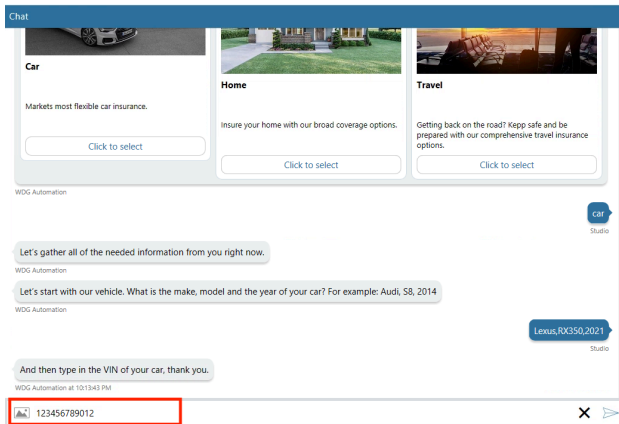 Chat
Car
Markets most flexible car insurance.
Click to select
Home
Insure your home with our broad coverage options.
Click to select
Travel
Getting back on the road? Kepp safe and be
prepared with our comprehensive travel insurance
options.
Click to select
WDG Automation
car
Studio
Let's gather all of the needed information from you right now.
WDG Automation
Let's start with our vehicle. What is the make, model and the year of your car? For example: Audi, S8, 2014
WDG Automation
Lexus,RX350,2021
Studio
And then type in the VIN of your car, thank you.
WDG Automation at 10:13:43 PM
123456789012